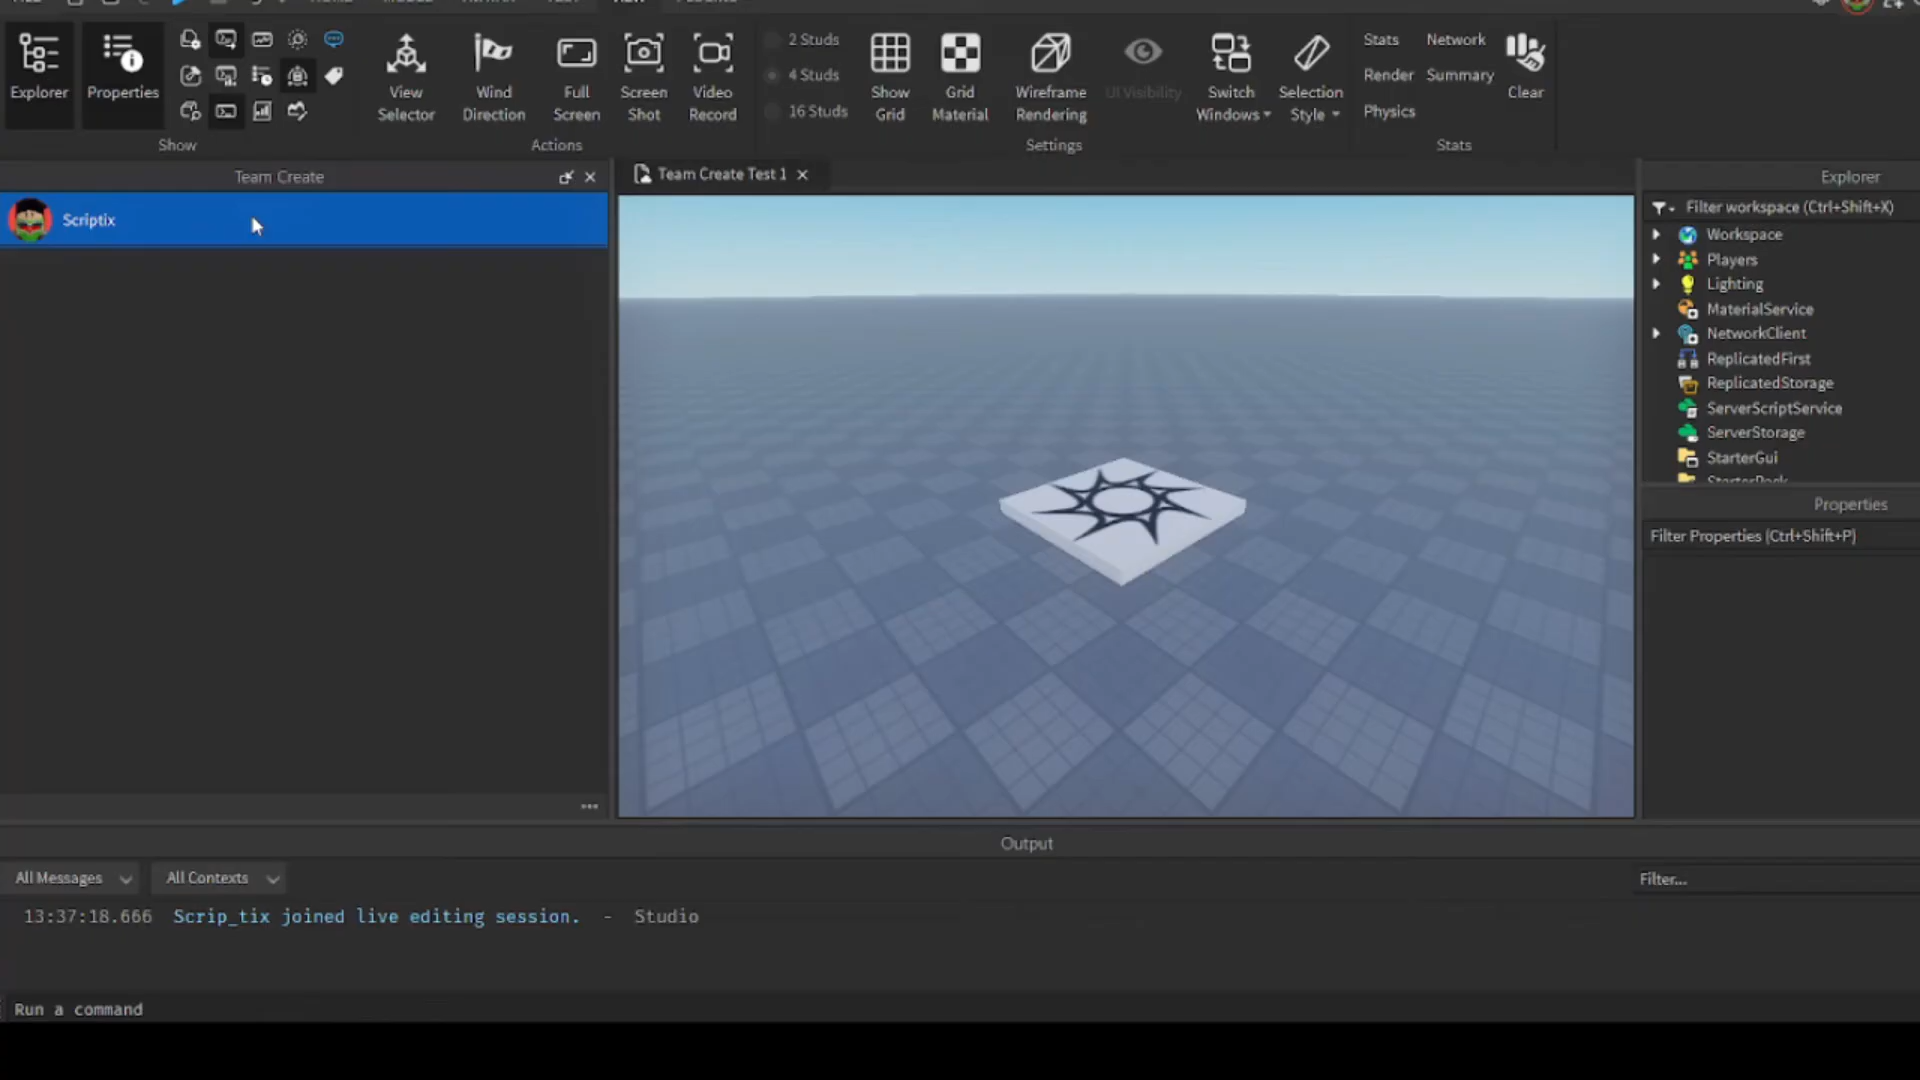 Explorer
Properties
View
Selector
Wind
Direction
Full
Screen
Screen
Shot
Video
Record
2 Studs
4 Studs
16 Studs
Show
Grid
Grid
Material
Wireframe
Rendering
UI Visibility
Switch
Windows
Selection
Style
Stats
Network
Render
Summary
Physics
Clear
Show
Actions
Settings
Stats
Team Create
Scriptix
Team Create Test 1
Explorer
Filter workspace (Ctrl+Shift+X)
Workspace
Players
Lighting
MaterialService
NetworkClient
ReplicatedFirst
ReplicatedStorage
ServerScriptService
ServerStorage
StarterGui
StarterPack
Properties
Filter Properties (Ctrl+Shift+P)
Output
All Messages
All Contexts
Filter...
13:37:18.666 Scrip_tix joined live editing session. - Studio
Run a command